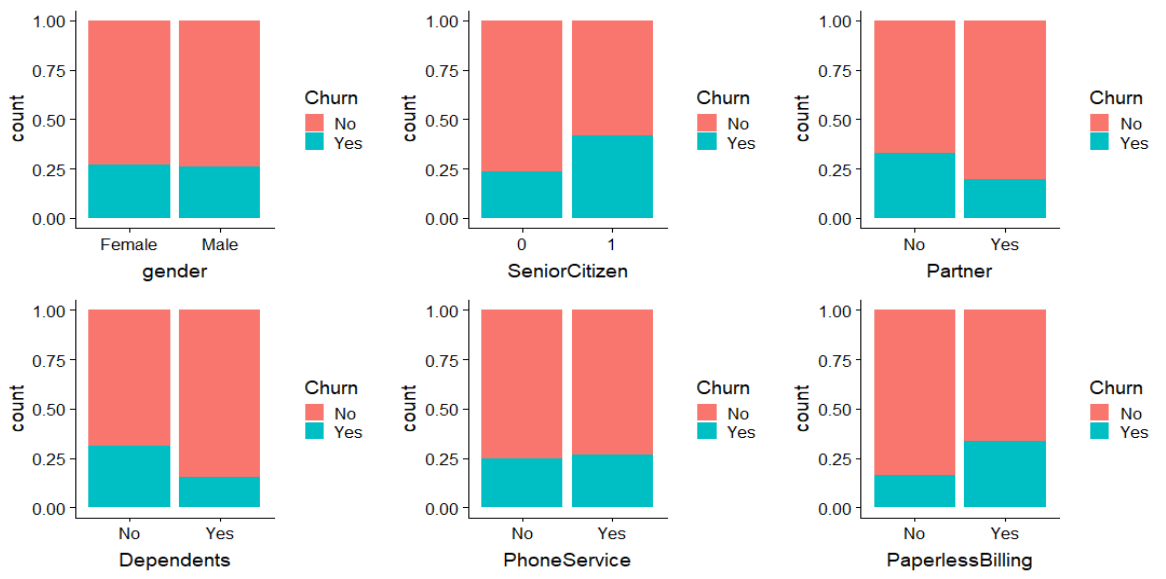 1.00
0.75
0.50
0.25
0.00
count
Female Male
gender
Churn
No
Yes
1.00
0.75
0.50
0.25
0.00
count
0 1
SeniorCitizen
Churn
No
Yes
1.00
0.75
0.50
0.25
0.00
count
No Yes
Partner
Churn
No
Yes
1.00
0.75
0.50
0.25
0.00
count
No Yes
Dependents
Churn
No
Yes
1.00
0.75
0.50
0.25
0.00
count
No Yes
PhoneService
Churn
No
Yes
1.00
0.75
0.50
0.25
0.00
count
No Yes
PaperlessBilling
Churn
No
Yes